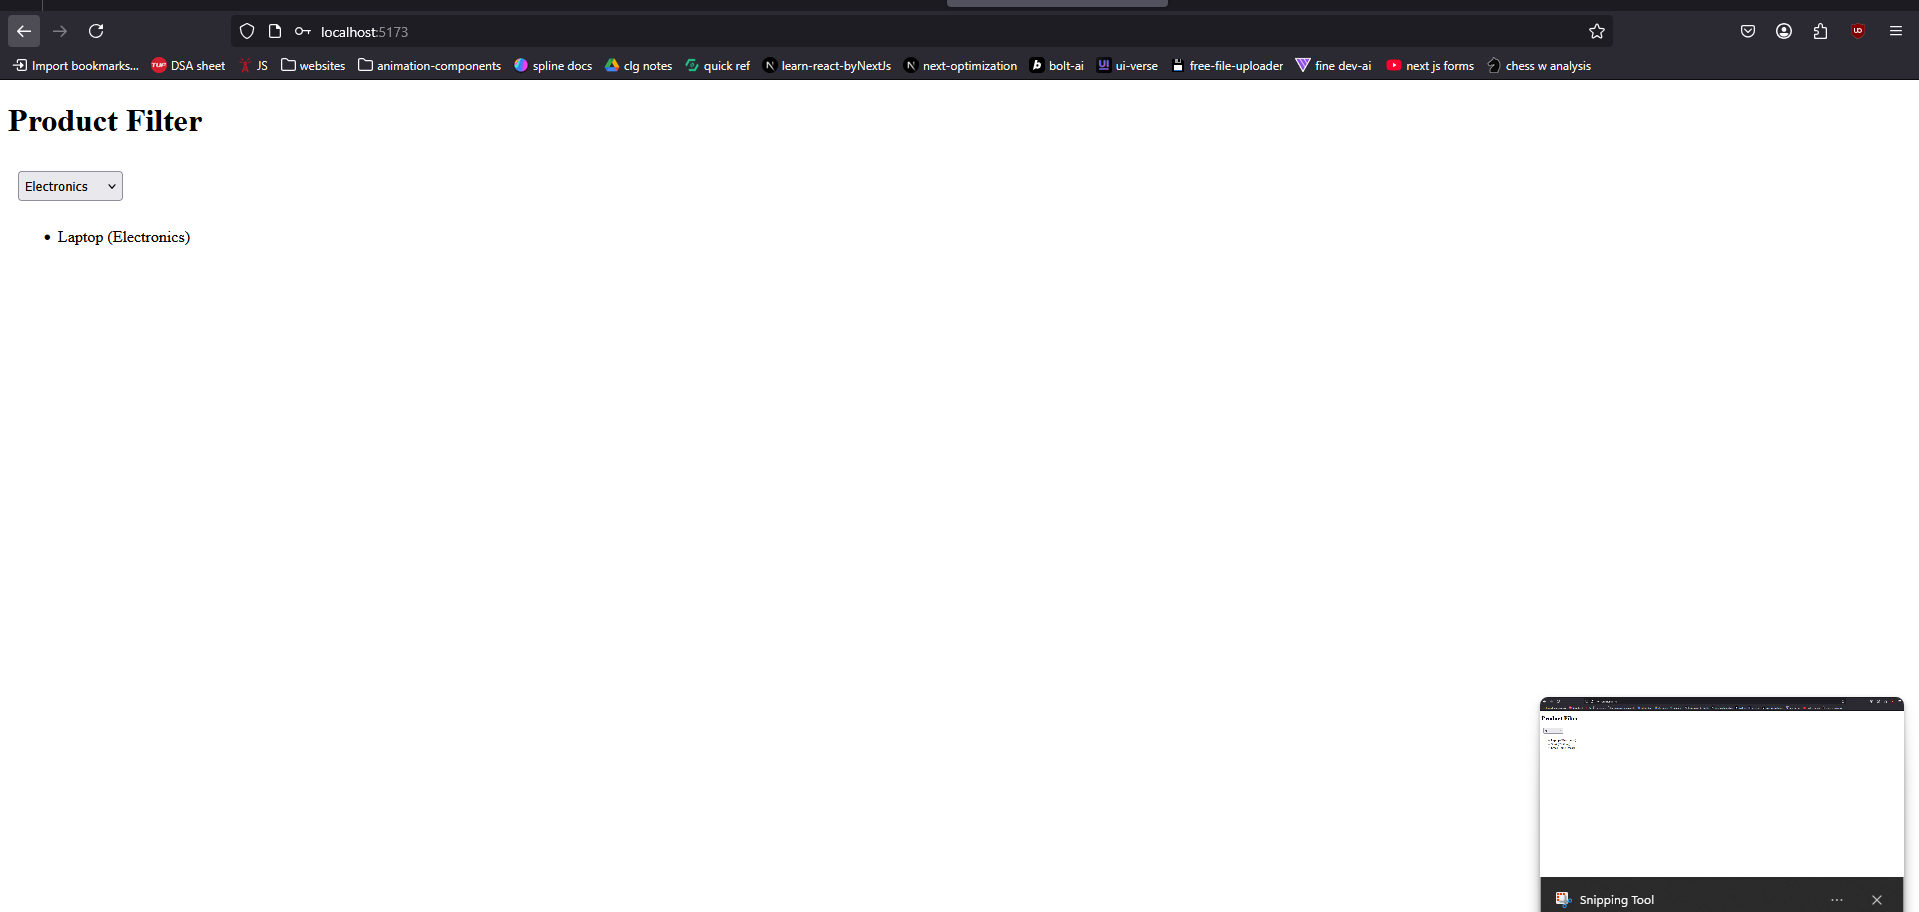 localhost:5173
Import bookmarks... DSA sheet JS websites animation-components spline docs clg notes quick ref learn-react-byNextJs next-optimization bolt-ai ui-verse free-file-uploader fine dev-ai next js forms chess w analysis
Product Filter
Electronics
Laptop (Electronics)
Product Filter
Snipping Tool